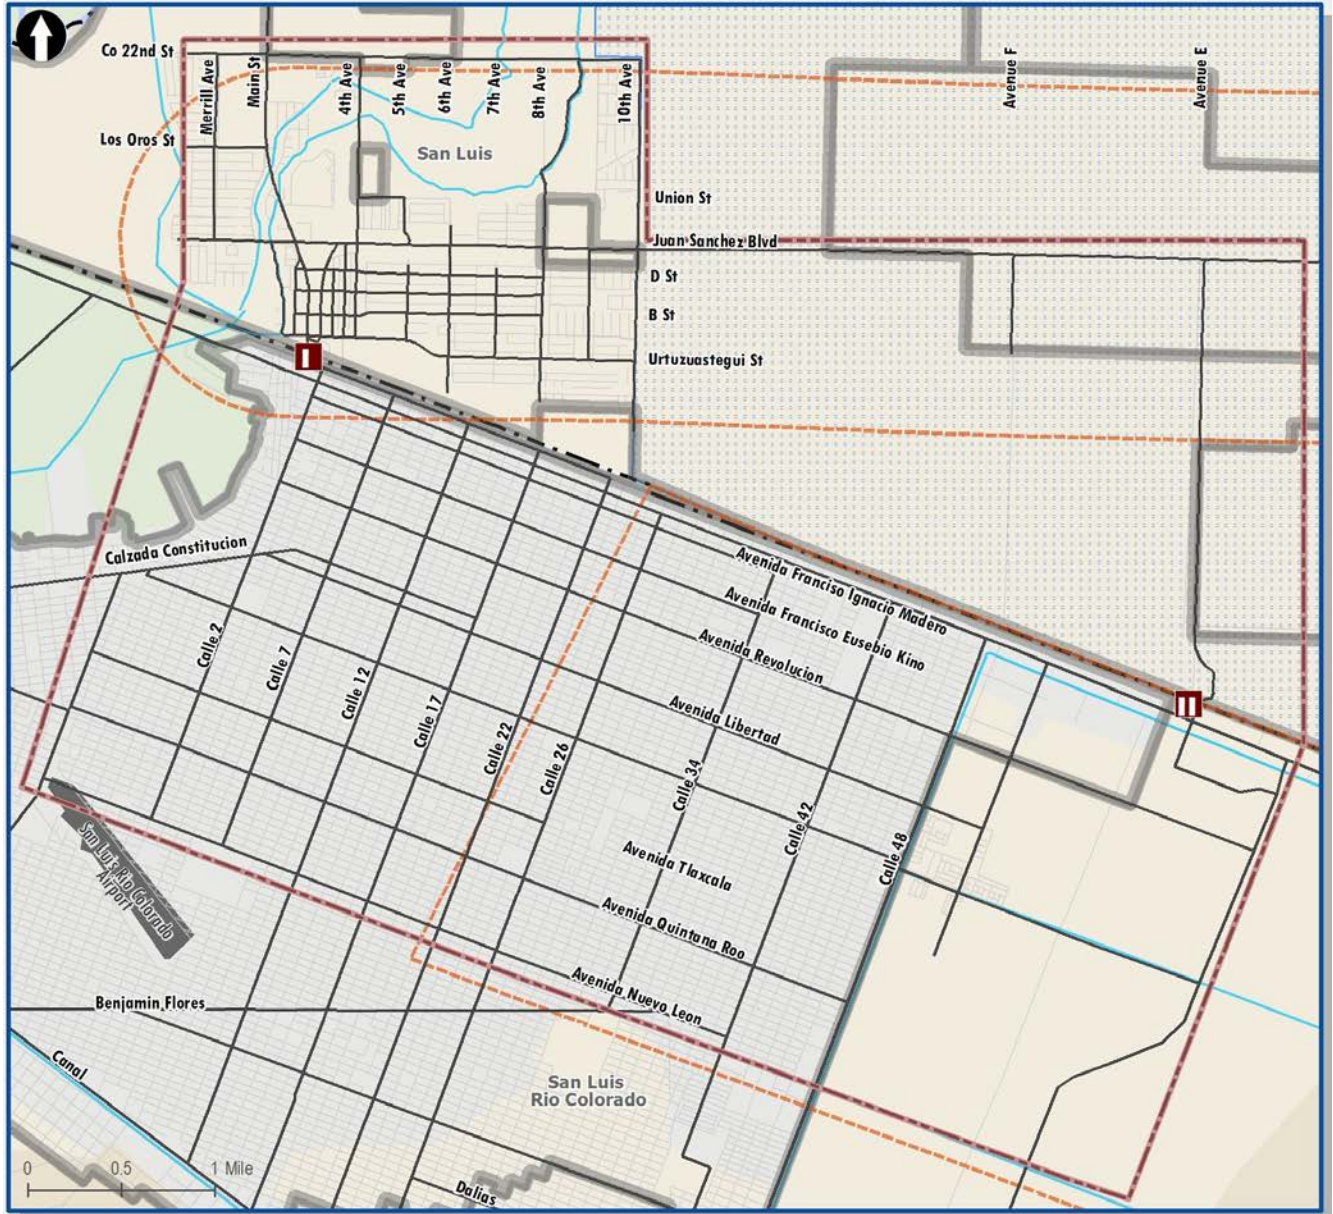 Co 22nd St
Merrill Ave
Main St
4th Ave
5th Ave
6th Ave
7th Ave
8th Ave
10th Ave
Avenue F
Avenue E
Los Oros St
San Luis
Union St
Juan Sanchez Blvd
D St
B St
Urtuzuastegui St
I
II
Calzada Constitucion
Avenida Franciso Ignacio Madero
Avenida Francisco Eusebio Kino
Avenida Revolucion
Avenida Libertad
Calle 2
Calle 7
Calle 12
Calle 17
Calle 22
Calle 26
Calle 34
Calle 42
Calle 48
Avenida Tlaxcala
Avenida Quintana Roo
Avenida Nuevo Leon
San Luis Rio Colorado
Airport
Benjamin Flores
Canal
San Luis
Rio Colorado
Dalias
0 0.5 1 Mile